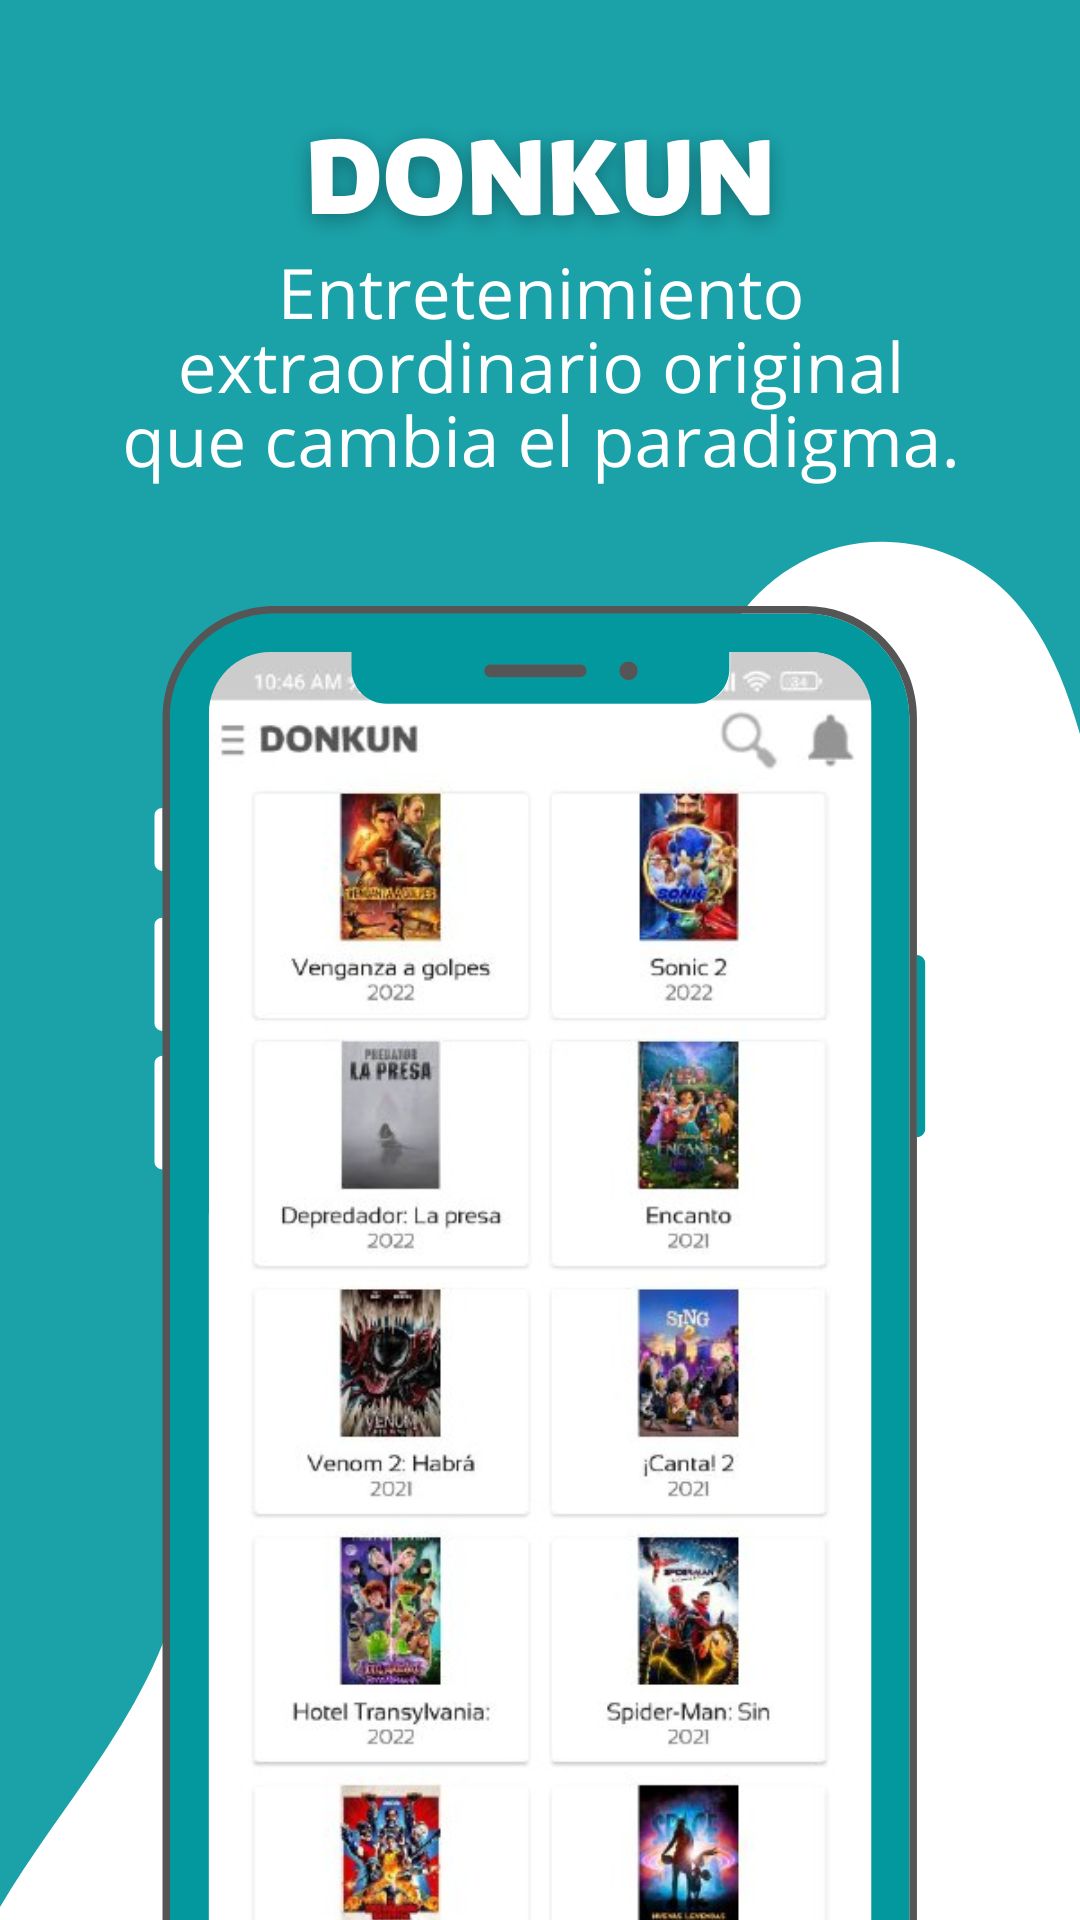 DONKUN
Entretenimiento
extraordinario original
que cambia el paradigma.
10:46 AM
34
DONKUN
VENGANZA A GOLPES
SONIC 2
Venganza a golpes
Sonic 2
2022
2022
PREDATOR
LA PRESA
ENCANTO
Depredador: La presa
Encanto
2022
2021
VENOM
SING
2
Venom 2: Habrá
¡Canta! 2
2021
2021
SPIDER-MAN
Hotel Transylvania:
Spider-Man: Sin
2022
2021
SPACE
NUEVAS LEYENDAS